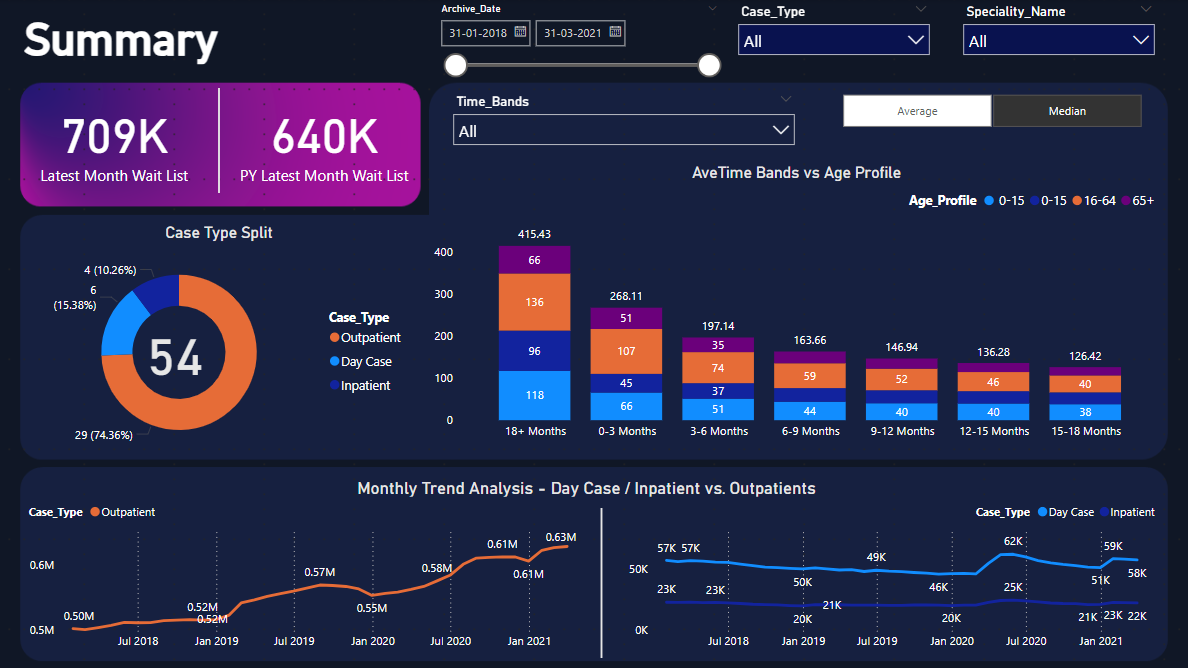 Summary
Archive_Date
31-01-2018
31-03-2021
Case_Type
All
Speciality_Name
All
709K
Latest Month Wait List
640K
PY Latest Month Wait List
Time_Bands
All
Average
Median
Case Type Split
4 (10.26%)
6
(15.38%)
54
29 (74.36%)
Case_Type
Outpatient
Day Case
Inpatient
AveTime Bands vs Age Profile
Age_Profile 0-15 0-15 16-64 65+
400
300
200
100
0
415.43
66
136
96
118
18+ Months
268.11
51
107
45
66
0-3 Months
197.14
35
74
37
51
3-6 Months
163.66
59
44
6-9 Months
146.94
52
40
9-12 Months
136.28
46
40
12-15 Months
126.42
40
38
15-18 Months
Monthly Trend Analysis - Day Case / Inpatient vs. Outpatients
Case_Type Outpatient
0.6M
0.5M
0.50M
0.52M
0.52M
0.57M
0.55M
0.58M
0.61M
0.61M
0.63M
Jul 2018
Jan 2019
Jul 2019
Jan 2020
Jul 2020
Jan 2021
Case_Type Day Case Inpatient
50K
0K
57K
57K
50K
49K
46K
62K
51K
59K
58K
23K
23K
20K
21K
20K
25K
21K
23K
22K
Jul 2018
Jan 2019
Jul 2019
Jan 2020
Jul 2020
Jan 2021